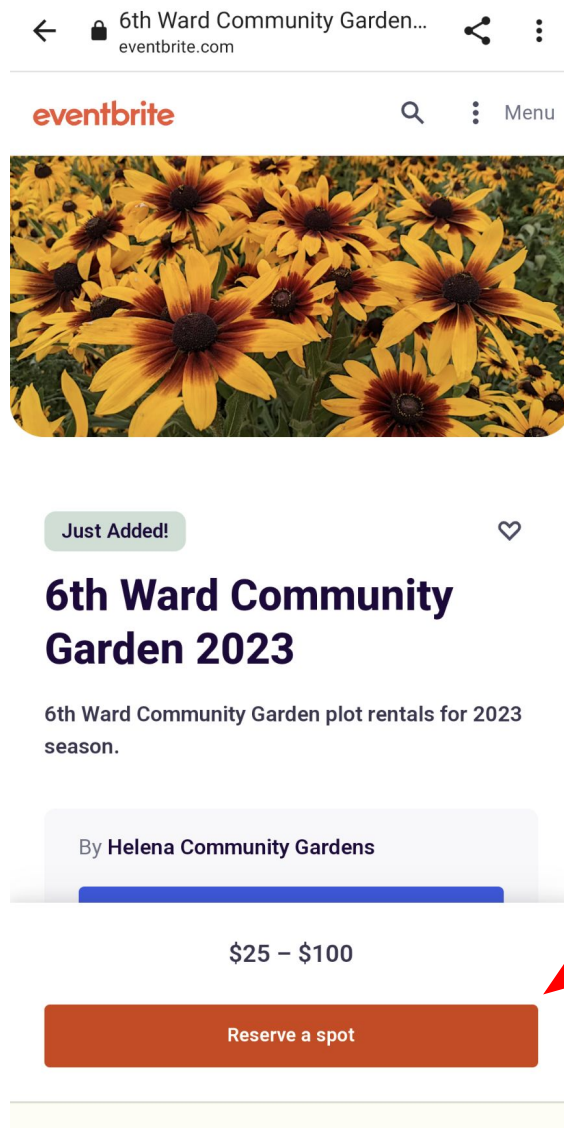 6th Ward Community Garden...
eventbrite.com
eventbrite
Menu
Just Added!
6th Ward Community
Garden 2023
6th Ward Community Garden plot rentals for 2023
season.
By Helena Community Gardens
$25 – $100
Reserve a spot